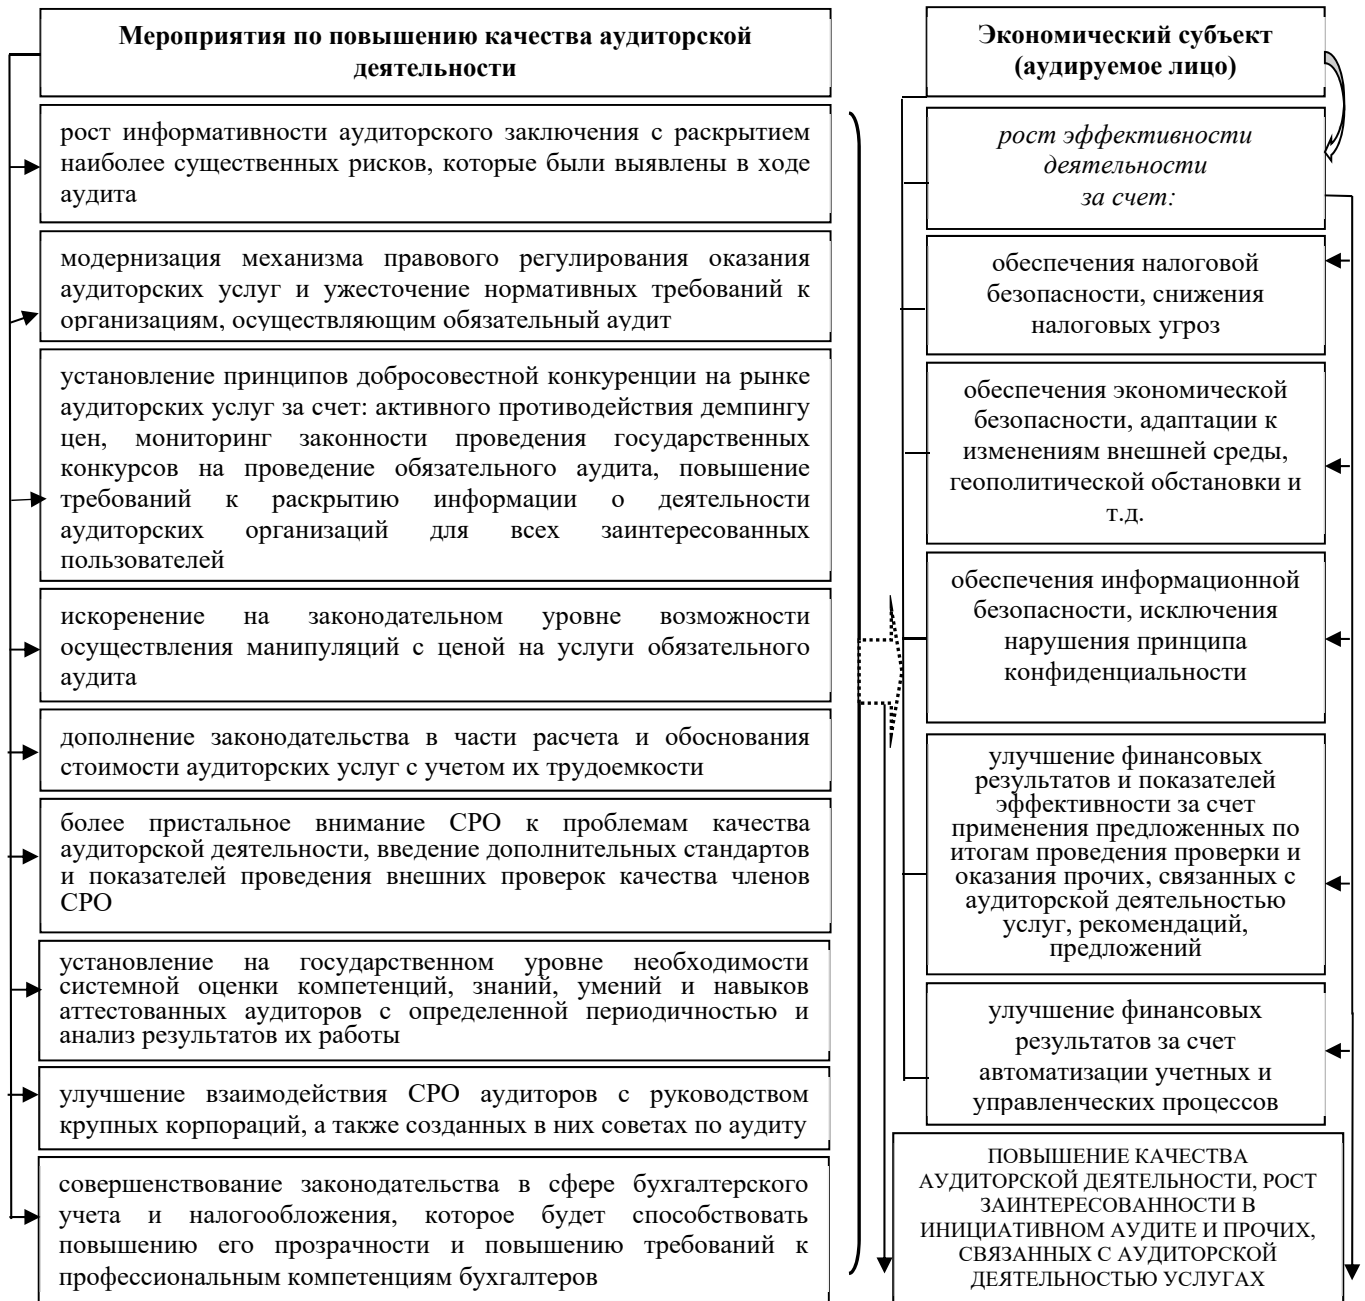 Мероприятия по повышению качества аудиторской
деятельности
рост информативности аудиторского заключения с раскрытием
наиболее существенных рисков, которые были выявлены в ходе
аудита
модернизация механизма правового регулирования оказания
аудиторских услуг и ужесточение нормативных требований к
организациям, осуществляющим обязательный аудит
установление принципов добросовестной конкуренции на рынке
аудиторских услуг за счет: активного противодействия демпингу
цен, мониторинг законности проведения государственных
конкурсов на проведение обязательного аудита, повышение
требований к раскрытию информации о деятельности
аудиторских организаций для всех заинтересованных
пользователей
искоренение на законодательном уровне возможности
осуществления манипуляций с ценой на услуги обязательного
аудита
дополнение законодательства в части расчета и обоснования
стоимости аудиторских услуг с учетом их трудоемкости
более пристальное внимание СРО к проблемам качества
аудиторской деятельности, введение дополнительных стандартов
и показателей проведения внешних проверок качества членов
СРО
установление на государственном уровне необходимости
системной оценки компетенций, знаний, умений и навыков
аттестованных аудиторов с определенной периодичностью и
анализ результатов их работы
улучшение взаимодействия СРО аудиторов с руководством
крупных корпораций, а также созданных в них советах по аудиту
совершенствование законодательства в сфере бухгалтерского
учета и налогообложения, которое будет способствовать
повышению его прозрачности и повышению требований к
профессиональным компетенциям бухгалтеров
Экономический субъект
(аудируемое лицо)
рост эффективности
деятельности
за счет:
обеспечения налоговой
безопасности, снижения
налоговых угроз
обеспечения экономической
безопасности, адаптации к
изменениям внешней среды,
геополитической обстановки и
т.д.
обеспечения информационной
безопасности, исключения
нарушения принципа
конфиденциальности
улучшение финансовых
результатов и показателей
эффективности за счет
применения предложенных по
итогам проведения проверки и
оказания прочих, связанных с
аудиторской деятельностью
услуг, рекомендаций,
предложений
улучшение финансовых
результатов за счет
автоматизации учетных и
управленческих процессов
ПОВЫШЕНИЕ КАЧЕСТВА
АУДИТОРСКОЙ ДЕЯТЕЛЬНОСТИ, РОСТ
ЗАИНТЕРЕСОВАННОСТИ В
ИНИЦИАТИВНОМ АУДИТЕ И ПРОЧИХ,
СВЯЗАННЫХ С АУДИТОРСКОЙ
ДЕЯТЕЛЬНОСТЬЮ УСЛУГАХ